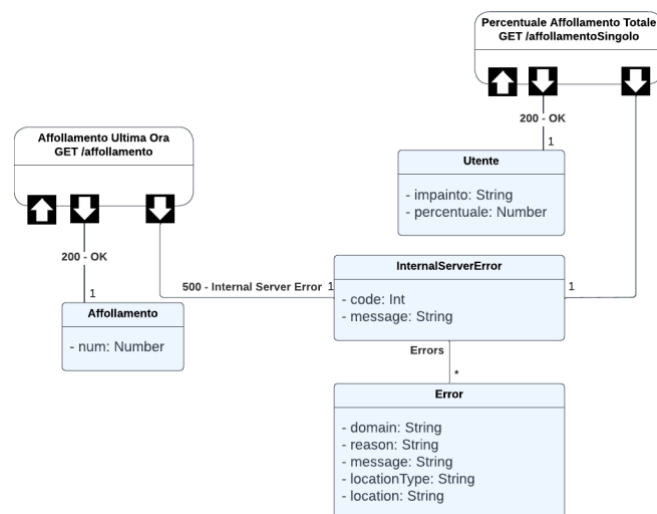 Percentuale Affollamento Totale
GET /affollamentoSingolo
200 - OK
1
Utente
- impainto: String
- percentuale: Number
Affollamento Ultima Ora
GET /affollamento
200 - OK
1
Affollamento
- num: Number
500 - Internal Server Error 1
InternalServerError
- code: Int
- message: String
1
Errors
*
Error
- domain: String
- reason: String
- message: String
- locationType: String
- location: String